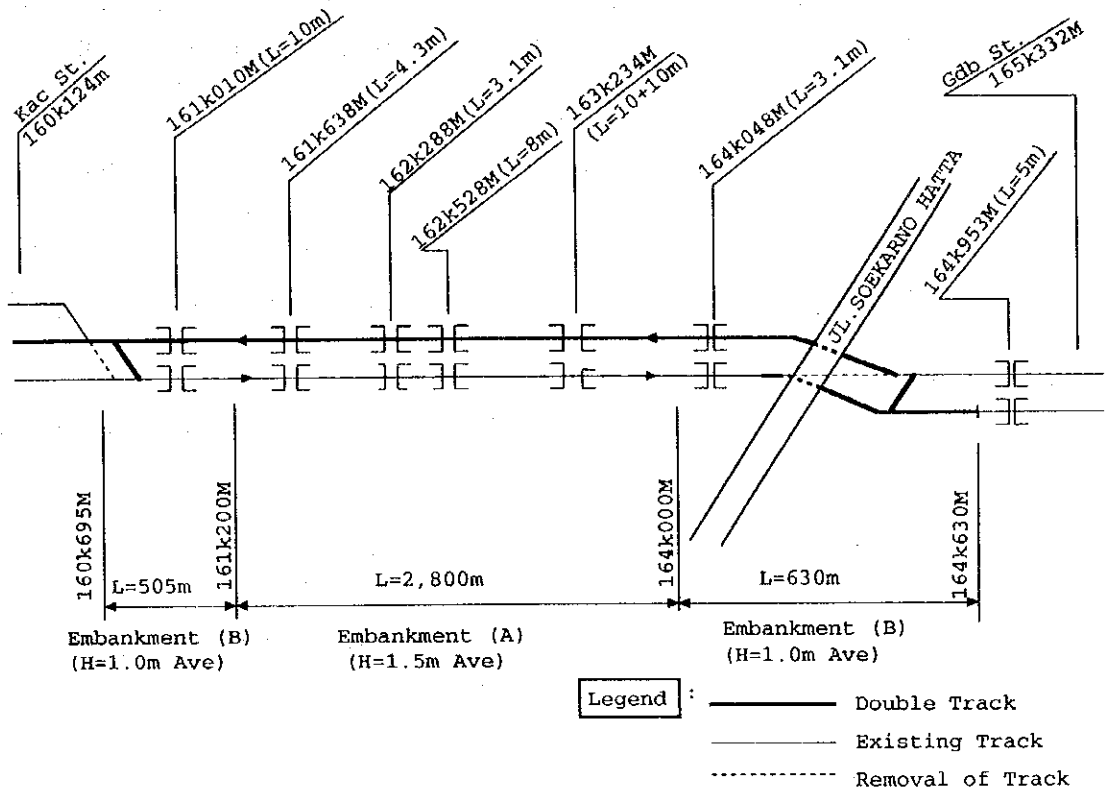 Kac St.
160k124m
161k010M(L=10m)
161k638M(L=4.3m)
162k288M(L=3.1m)
162k528M(L=8m)
163k234M
(L=10+10m)
164k048M(L=3.1m)
Gdb St.
165k332M
JL.SOEKARNO HATTA
164k953M(L=5m)
160k695M
161k200M
164k000M
164k630M
L=505m
L=2,800m
L=630m
Embankment (B)
(H=1.0m Ave)
Embankment (A)
(H=1.5m Ave)
Embankment (B)
(H=1.0m Ave)
Legend :
Double Track
Existing Track
Removal of Track